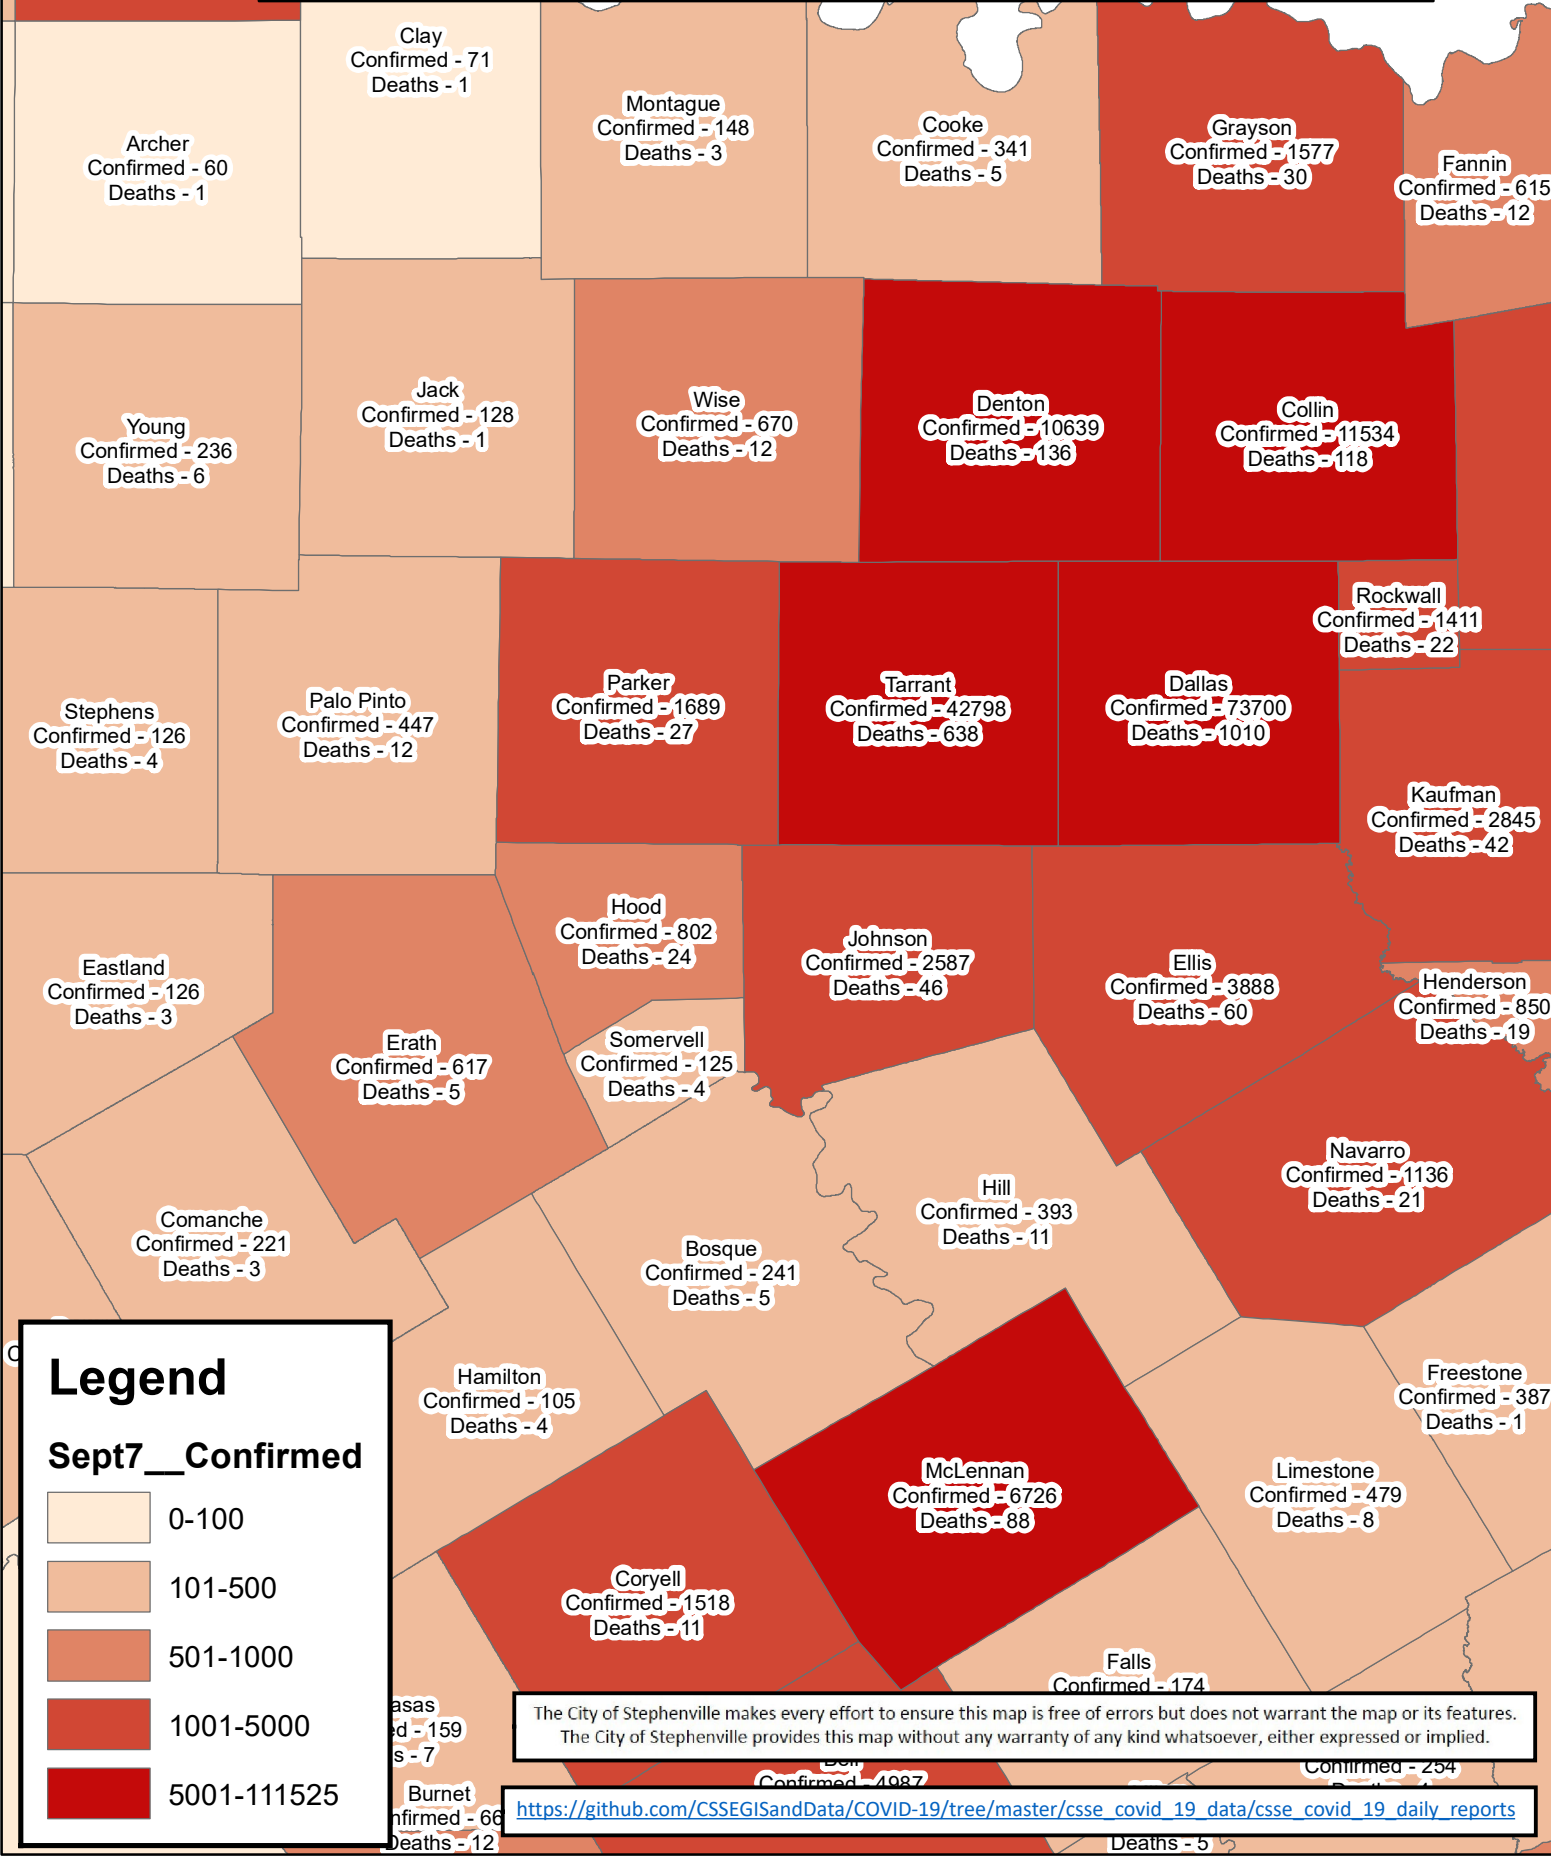 Clay
Confirmed - 71
Deaths - 1
Archer
Confirmed - 60
Deaths - 1
Montague
Confirmed - 148
Deaths - 3
Cooke
Confirmed - 341
Deaths - 5
Grayson
Confirmed - 1577
Deaths - 30
Fannin
Confirmed - 615
Deaths - 12
Young
Confirmed - 236
Deaths - 6
Jack
Confirmed - 128
Deaths - 1
Wise
Confirmed - 670
Deaths - 12
Denton
Confirmed - 10639
Deaths - 136
Collin
Confirmed - 11534
Deaths - 118
Rockwall
Confirmed - 1411
Deaths - 22
Stephens
Confirmed - 126
Deaths - 4
Palo Pinto
Confirmed - 447
Deaths - 12
Parker
Confirmed - 1689
Deaths - 27
Tarrant
Confirmed - 42798
Deaths - 638
Dallas
Confirmed - 73700
Deaths - 1010
Kaufman
Confirmed - 2845
Deaths - 42
Eastland
Confirmed - 126
Deaths - 3
Erath
Confirmed - 617
Deaths - 5
Hood
Confirmed - 802
Deaths - 24
Somervell
Confirmed - 125
Deaths - 4
Johnson
Confirmed - 2587
Deaths - 46
Ellis
Confirmed - 3888
Deaths - 60
Henderson
Confirmed - 850
Deaths - 19
Comanche
Confirmed - 221
Deaths - 3
Bosque
Confirmed - 241
Deaths - 5
Hill
Confirmed - 393
Deaths - 11
Navarro
Confirmed - 1136
Deaths - 21
Hamilton
Confirmed - 105
Deaths - 4
McLennan
Confirmed - 6726
Deaths - 88
Limestone
Confirmed - 479
Deaths - 8
Freestone
Confirmed - 387
Deaths - 1
Coryell
Confirmed - 1518
Deaths - 11
Falls
Confirmed - 174
Legend
Sept7__Confirmed
0-100
101-500
501-1000
1001-5000
5001-111525
asas
ed - 159
s - 7
Burnet
nfirmed - 66
Deaths - 12
The City of Stephenville makes every effort to ensure this map is free of errors but does not warrant the map or its features.
The City of Stephenville provides this map without any warranty of any kind whatsoever, either expressed or implied.
Confirmed - 4987
Confirmed - 254
https://github.com/CSSEGISandData/COVID-19/tree/master/csse_covid_19_data/csse_covid_19_daily_reports
Deaths - 5